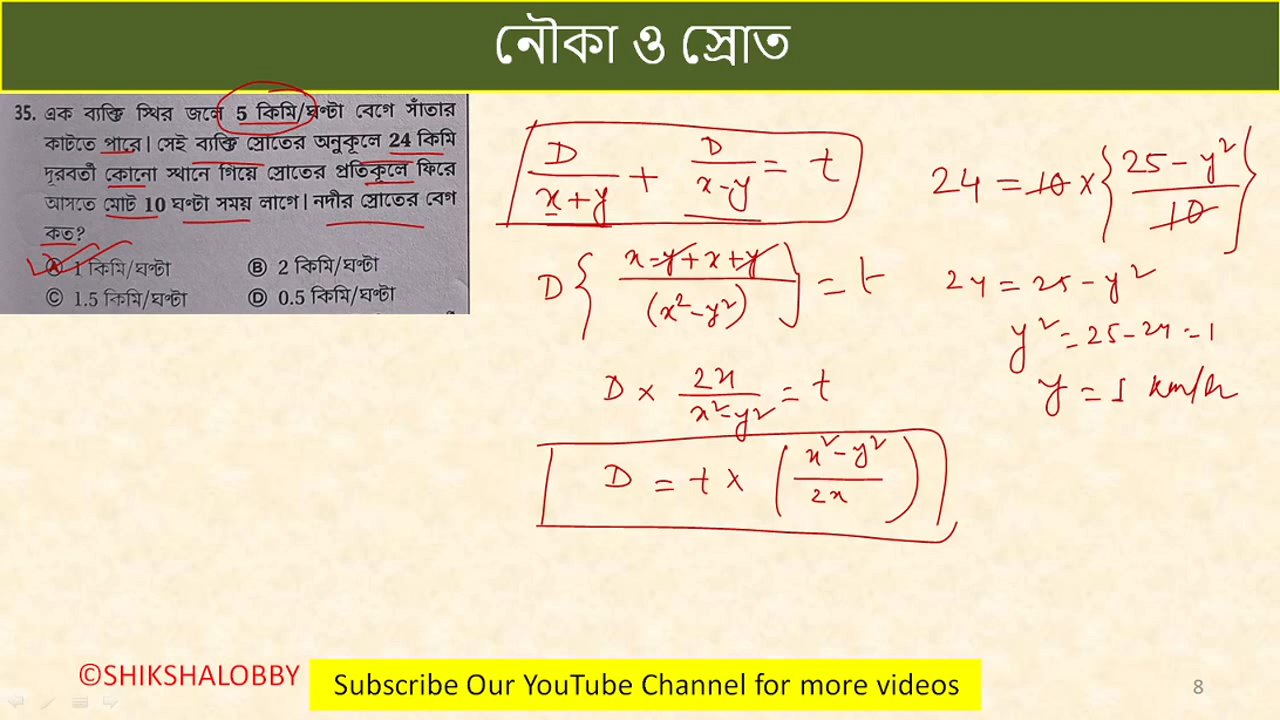 নৌকা ও স্রোত
35. এক ব্যক্তি স্থির জলে 5 কিমি/ঘণ্টা বেগে সাঁতার
কাটতে পারে। সেই ব্যক্তি স্রোতের অনুকূলে 24 কিমি
দূরবর্তী কোনো স্থানে গিয়ে স্রোতের প্রতিকূলে ফিরে
আসতে মোট 10 ঘণ্টা সময় লাগে। নদীর স্রোতের বেগ
কত?
Ⓐ 1 কিমি/ঘণ্টা Ⓑ 2 কিমি/ঘণ্টা
Ⓒ 1.5 কিমি/ঘণ্টা Ⓓ 0.5 কিমি/ঘণ্টা
D/(x+y) + D/(x-y) = t
D{(x-y+x+y)/(x²-y²)} = t
D × 2x/(x²-y²) = t
D = t × (x²-y²/2x)
24 = 10 × {25-y²/10}
24 = 25-y²
y² = 25-24 = 1
y = 1 km/hr
©SHIKSHALOBBY
Subscribe Our YouTube Channel for more videos
8